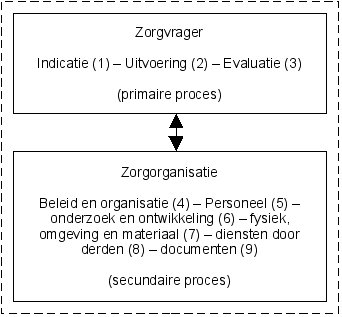 Zorgvrager
Indicatie (1) – Uitvoering (2) – Evaluatie (3)
(primaire proces)
Zorgorganisatie
Beleid en organisatie (4) – Personeel (5) –
onderzoek en ontwikkeling (6) – fysiek,
omgeving en materiaal (7) – diensten door
derden (8) – documenten (9)
(secundaire proces)